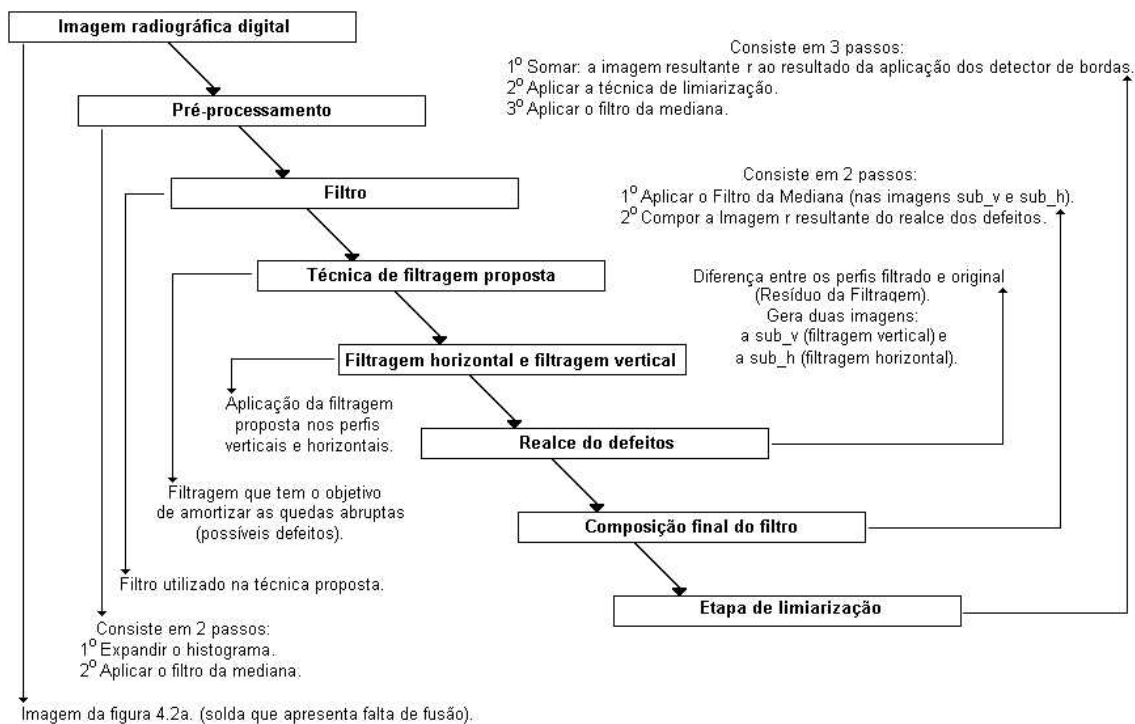 Imagem radiográfica digital
Pré-processamento
Filtro
Técnica de filtragem proposta
Filtragem horizontal e filtragem vertical
Realce do defeitos
Composição final do filtro
Etapa de limiarização
Consiste em 3 passos:
1º Somar: a imagem resultante r ao resultado da aplicação dos detector de bordas.
2º Aplicar a técnica de limiarização.
3º Aplicar o filtro da mediana.
Consiste em 2 passos:
1º Aplicar o Filtro da Mediana (nas imagens sub_v e sub_h).
2º Compor a Imagem r resultante do realce dos defeitos.
Diferença entre os perfis filtrado e original
(Resíduo da Filtragem).
Gera duas imagens:
a sub_v (filtragem vertical) e
a sub_h (filtragem horizontal).
Aplicação da filtragem
proposta nos perfis
verticais e horizontais.
Filtragem que tem o objetivo
de amortizar as quedas abruptas
(possíveis defeitos).
Filtro utilizado na técnica proposta.
Consiste em 2 passos:
1º Expandir o histograma.
2º Aplicar o filtro da mediana.
Imagem da figura 4.2a. (solda que apresenta falta de fusão).